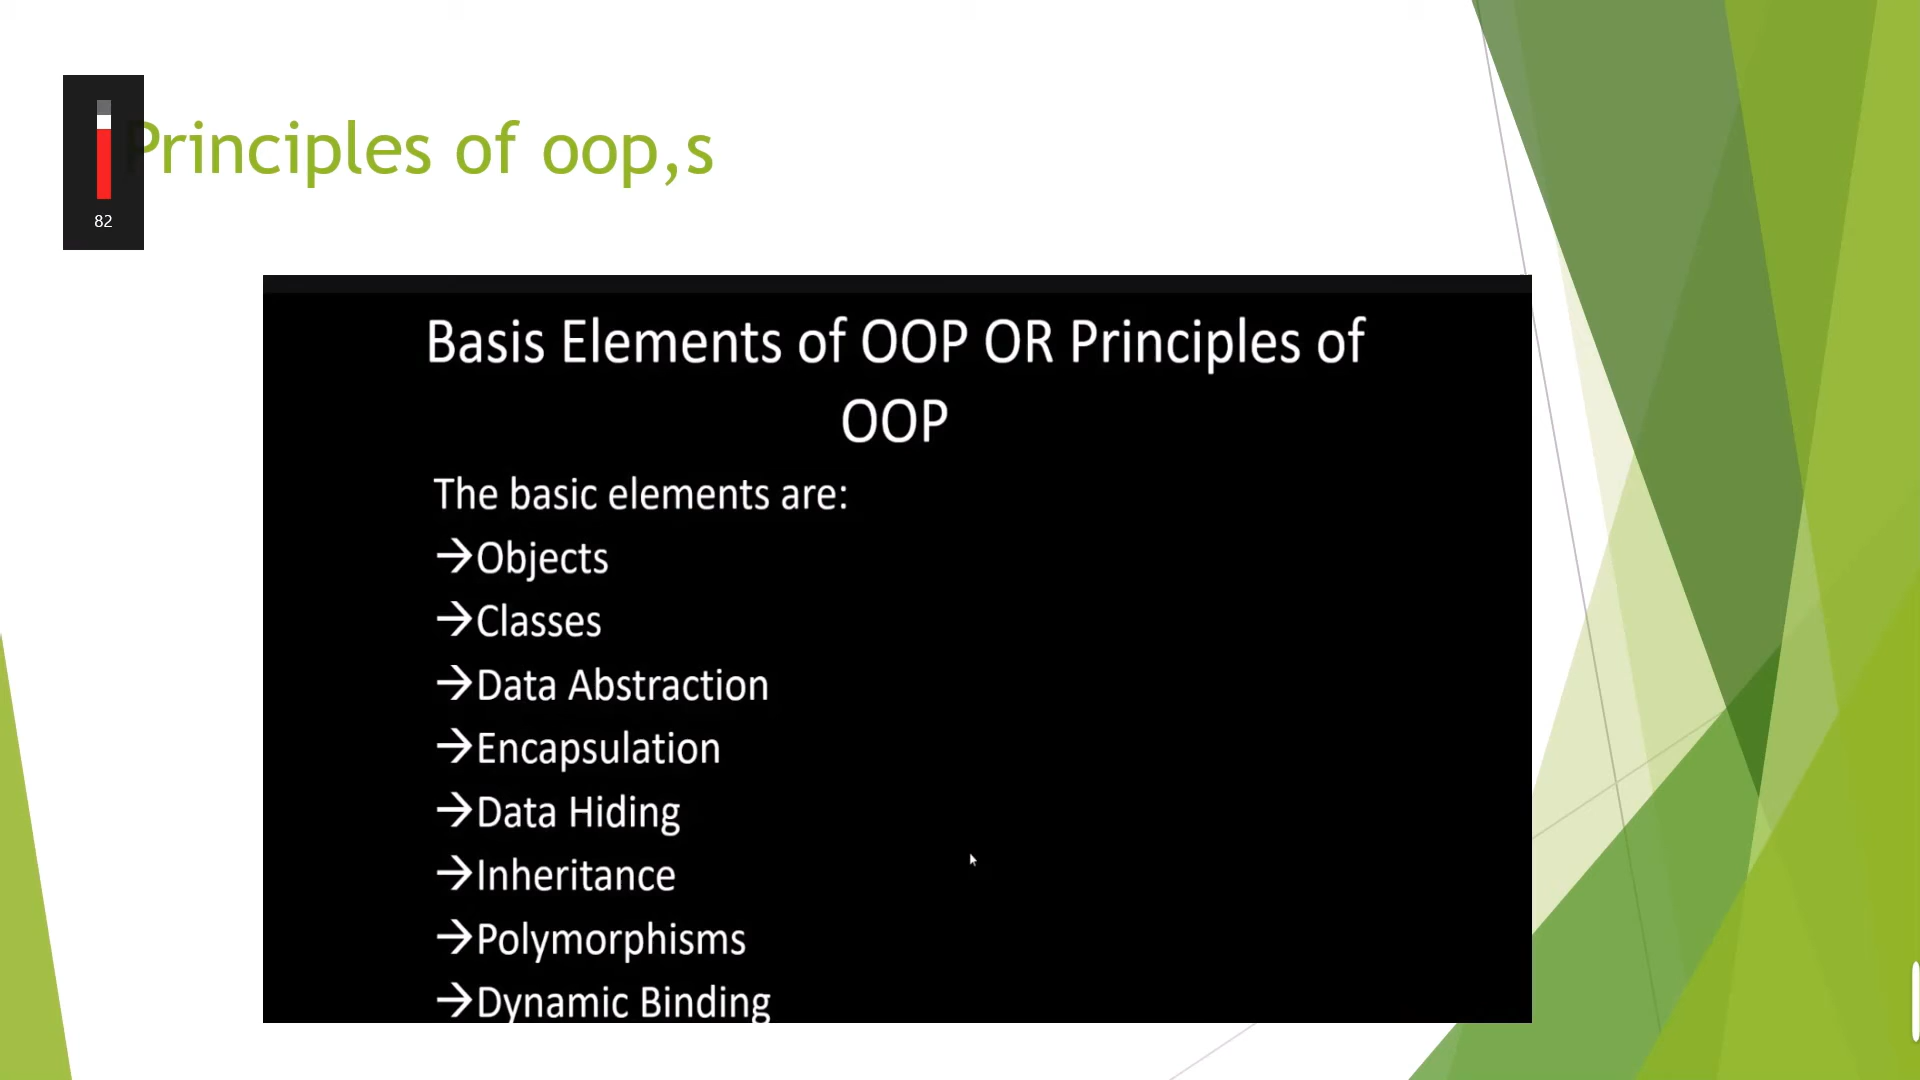 Principles of oop,s
82
Basis Elements of OOP OR Principles of
OOP
The basic elements are:
→Objects
→Classes
→Data Abstraction
→Encapsulation
→Data Hiding
→Inheritance
→Polymorphisms
→Dynamic Binding